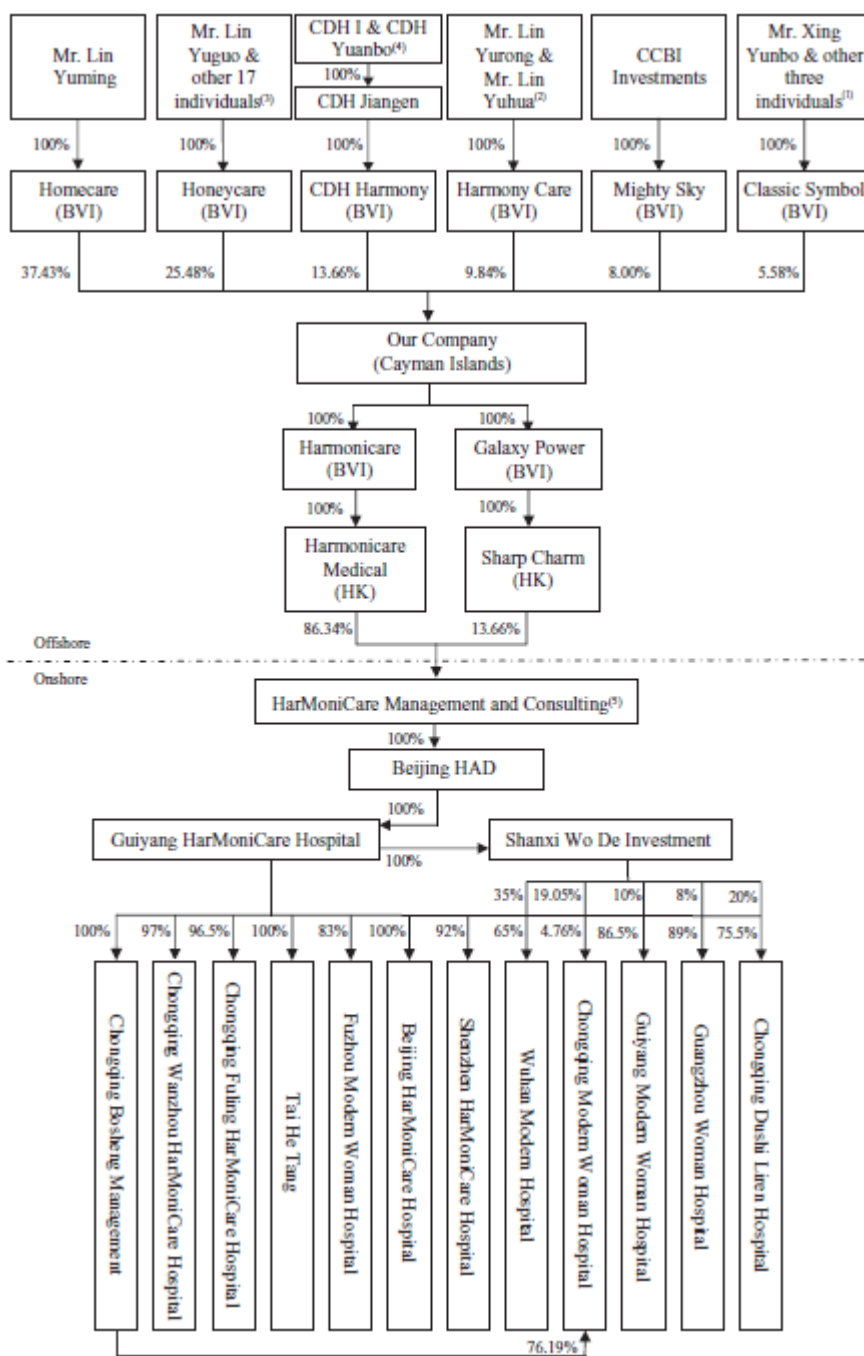 Mr. Lin
Yuming
Mr. Lin
Yuguo &
other 17
individuals(3)
CDH I & CDH
Yuanbo(4)
100%
CDH Jiangen
Mr. Lin
Yurong &
Mr. Lin
Yuhua(2)
CCBI
Investments
Mr. Xing
Yunbo & other
three
individuals(1)
100%
100%
100%
100%
100%
100%
Homecare
(BVI)
Honeycare
(BVI)
CDH Harmony
(BVI)
Harmony Care
(BVI)
Mighty Sky
(BVI)
Classic Symbol
(BVI)
37.43%
25.48%
13.66%
9.84%
8.00%
5.58%
Our Company
(Cayman Islands)
100%
100%
Harmonicare
(BVI)
Galaxy Power
(BVI)
100%
100%
Harmonicare
Medical
(HK)
Sharp Charm
(HK)
86.34%
13.66%
Offshore
Onshore
HarMoniCare Management and Consulting(5)
100%
Beijing HAD
100%
Guiyang HarMoniCare Hospital
100%
Shanxi Wo De Investment
35%
19.05%
10%
8%
20%
100%
97%
96.5%
100%
83%
100%
92%
65%
4.76%
86.5%
89%
75.5%
Chongqing Bosheng Management
Chongqing Wanzhou HarMoniCare Hospital
Chongqing Fuling HarMoniCare Hospital
Tai He Tang
Fuzhou Modern Woman Hospital
Beijing HarMoniCare Hospital
Shenzhen HarMoniCare Hospital
Wuhan Modern Hospital
Chongqing Modern Woman Hospital
Guiyang Modern Woman Hospital
Guangzhou Woman Hospital
Chongqing Dushi Liren Hospital
76.19%